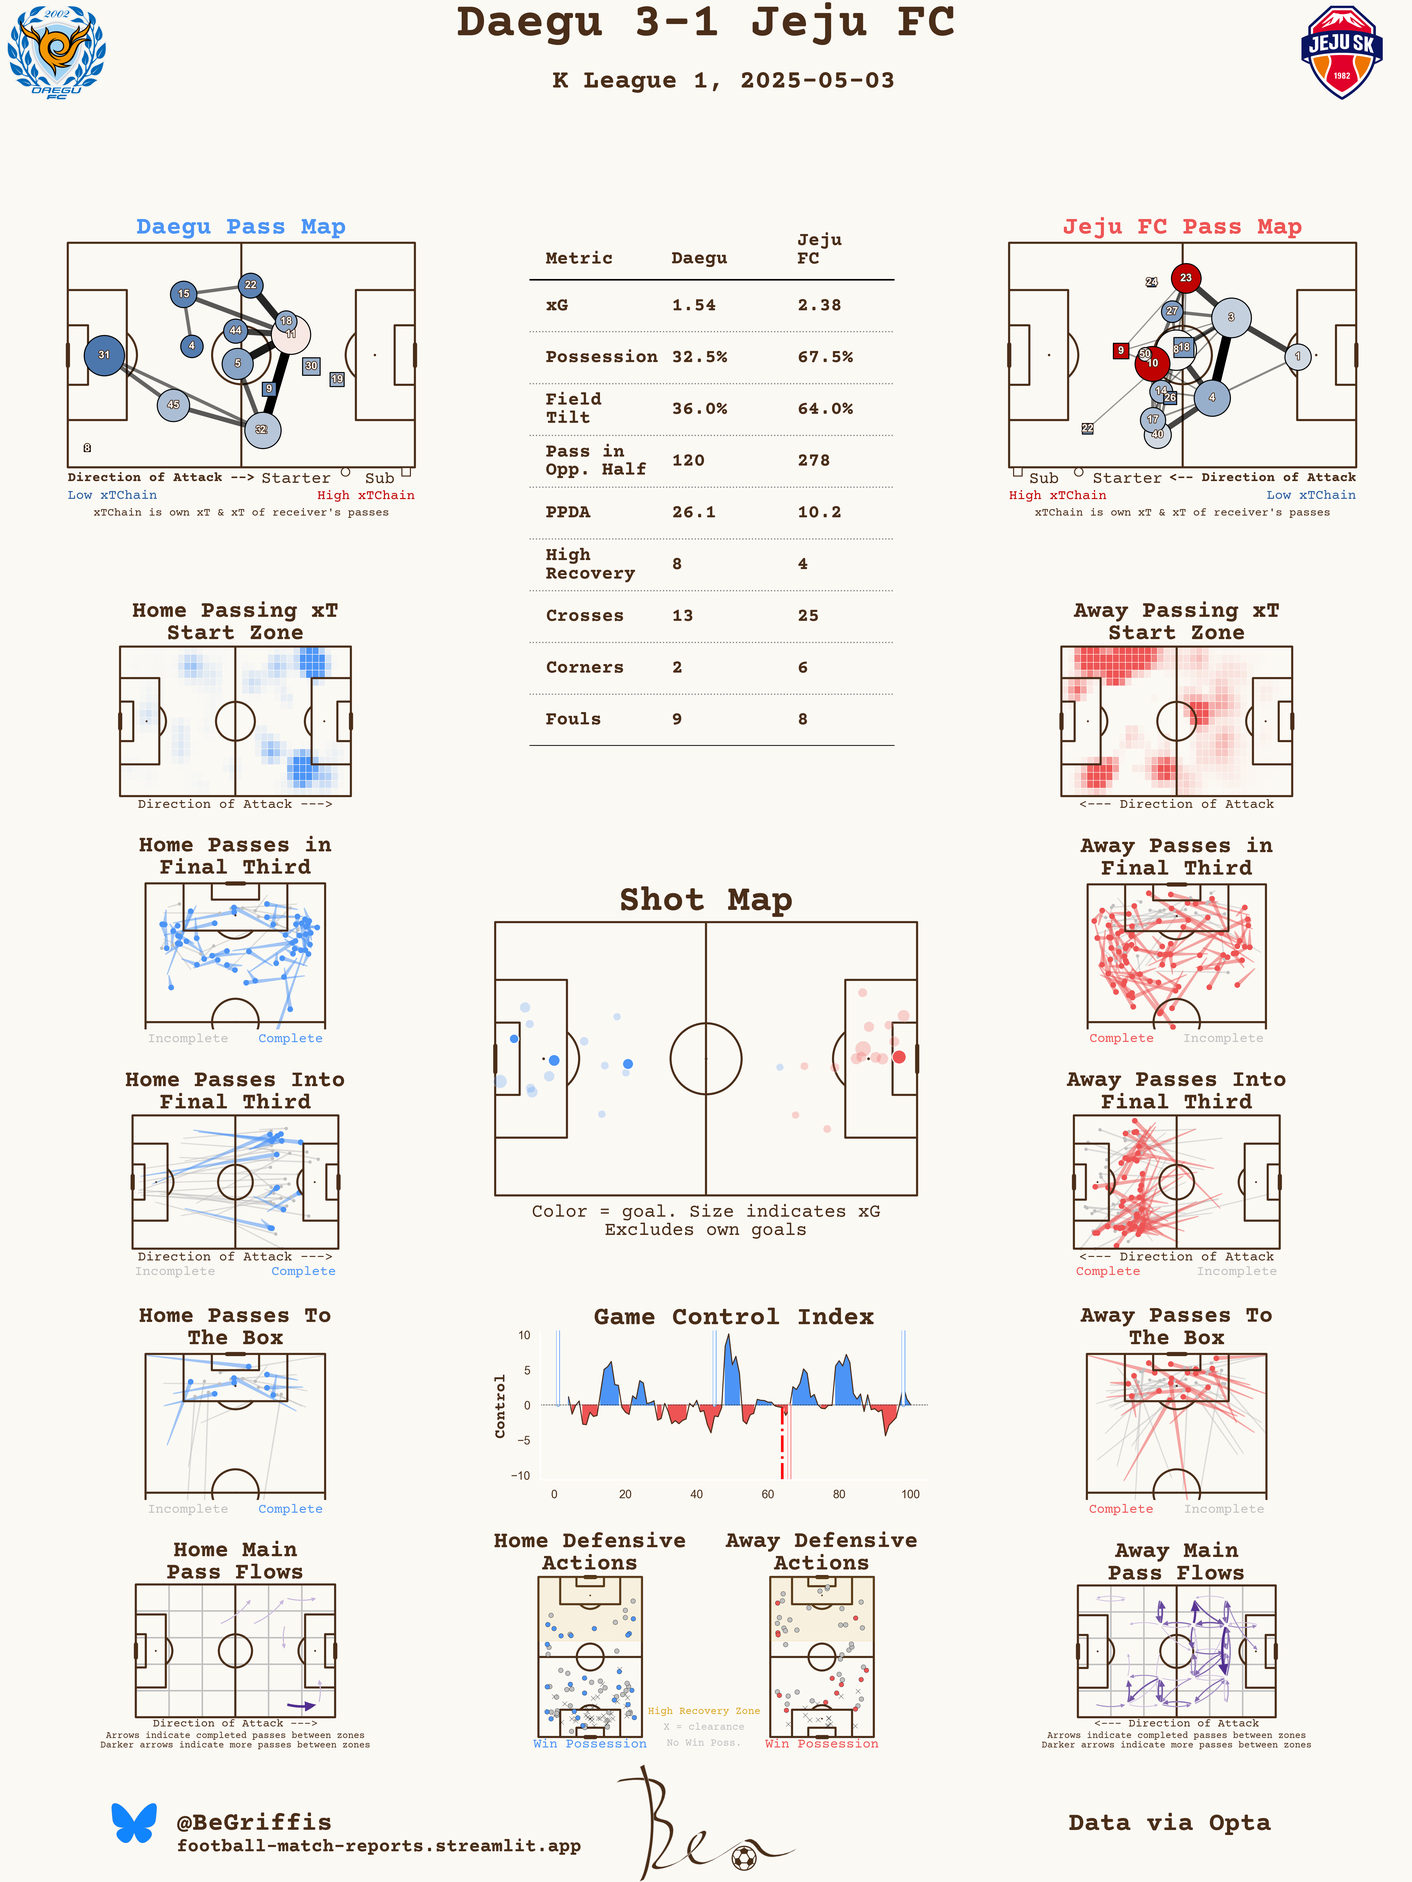 2002
DAEGU
FC
Daegu 3-1 Jeju FC
K League 1, 2025-05-03
JEJU SK
1982
Daegu Pass Map
15
22
18
11
44
4
31
5
30
19
9
45
32
8
Direction of Attack --> Starter Sub
Low xTChain High xTChain
xTChain is own xT & xT of receiver's passes
Metric Daegu Jeju FC
xG 1.54 2.38
Possession 32.5% 67.5%
Field Tilt 36.0% 64.0%
Pass in Opp. Half 120 278
PPDA 26.1 10.2
High Recovery 8 4
Crosses 13 25
Corners 2 6
Fouls 9 8
Jeju FC Pass Map
24
23
27
3
9
50
8
18
10
1
14
26
4
17
22
40
Sub Starter <-- Direction of Attack
High xTChain Low xTChain
xTChain is own xT & xT of receiver's passes
Home Passing xT
Start Zone
Direction of Attack --->
Away Passing xT
Start Zone
<--- Direction of Attack
Home Passes in
Final Third
Incomplete Complete
Away Passes in
Final Third
Complete Incomplete
Shot Map
Color = goal. Size indicates xG
Excludes own goals
Home Passes Into
Final Third
Direction of Attack --->
Incomplete Complete
Away Passes Into
Final Third
<--- Direction of Attack
Complete Incomplete
Home Passes To
The Box
Incomplete Complete
Game Control Index
Control
10
5
0
−5
−10
0 20 40 60 80 100
Away Passes To
The Box
Complete Incomplete
Home Main
Pass Flows
Direction of Attack --->
Arrows indicate completed passes between zones
Darker arrows indicate more passes between zones
Home Defensive
Actions
Win Possession
Away Defensive
Actions
Win Possession
High Recovery Zone
X = clearance
No Win Poss.
Away Main
Pass Flows
<--- Direction of Attack
Arrows indicate completed passes between zones
Darker arrows indicate more passes between zones
@BeGriffis
football-match-reports.streamlit.app
Ben
Data via Opta